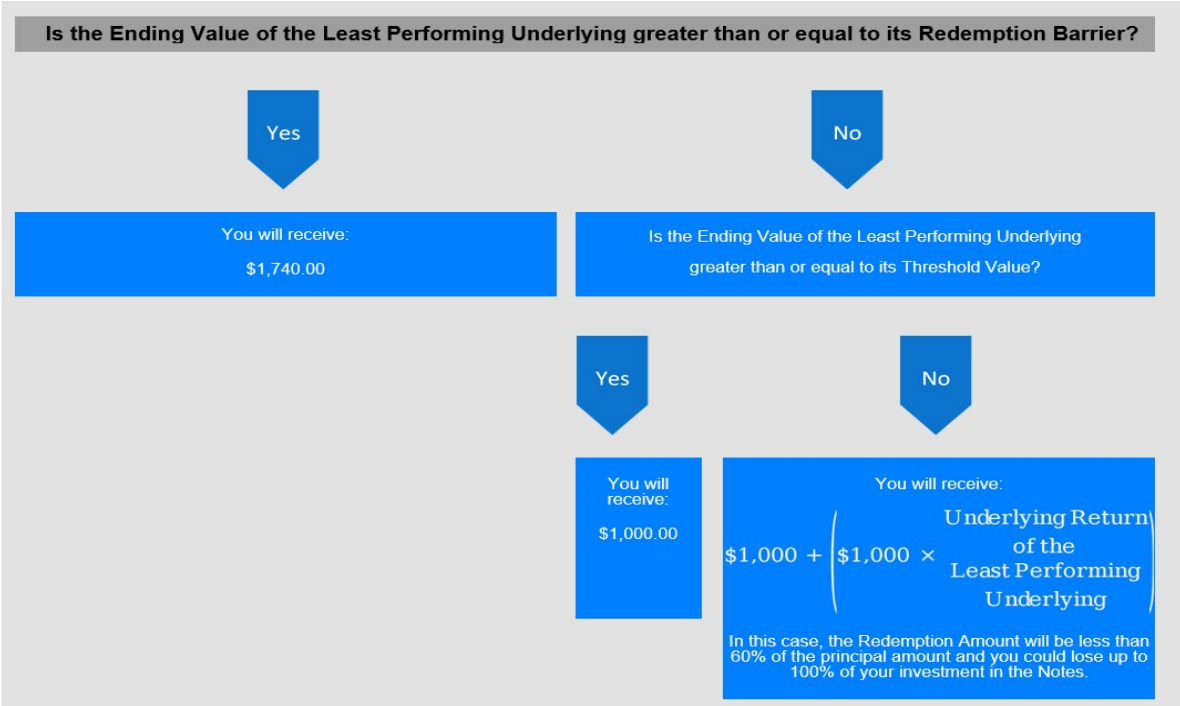 Is the Ending Value of the Least Performing Underlying greater than or equal to its Redemption Barrier?
Yes
No
You will receive:
$1,740.00
Is the Ending Value of the Least Performing Underlying
greater than or equal to its Threshold Value?
Yes
No
You will
receive:
$1,000.00
You will receive:
$1,000 + ($1,000 × Underlying Return
of the
Least Performing
Underlying)
In this case, the Redemption Amount will be less than
60% of the principal amount and you could lose up to
100% of your investment in the Notes.